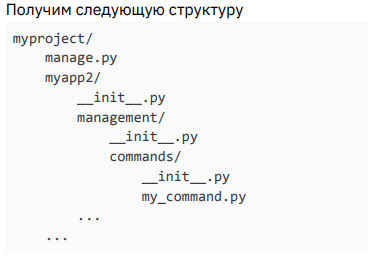 Получим следующую структуру
myproject/
    manage.py
    myapp2/
        __init__.py
        management/
            __init__.py
            commands/
                __init__.py
                my_command.py
        ...
    ...